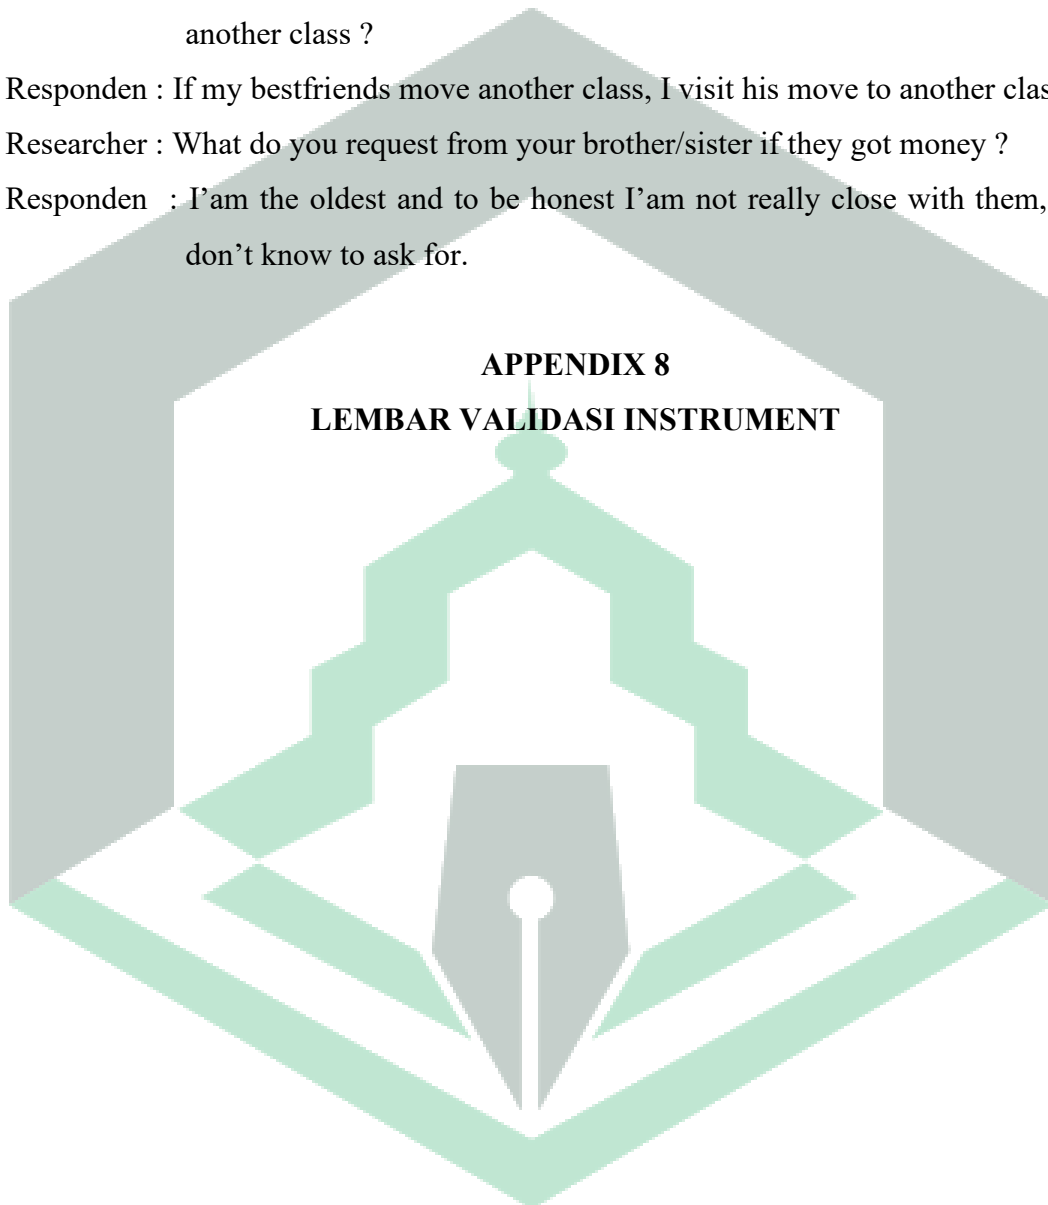 another class ?
Responden : If my bestfriends move another class, I visit his move to another clas
Researcher : What do you request from your brother/sister if they got money ?
Responden : I'am the oldest and to be honest I'am not really close with them,
don't know to ask for.
APPENDIX 8
LEMBAR VALIDASI INSTRUMENT